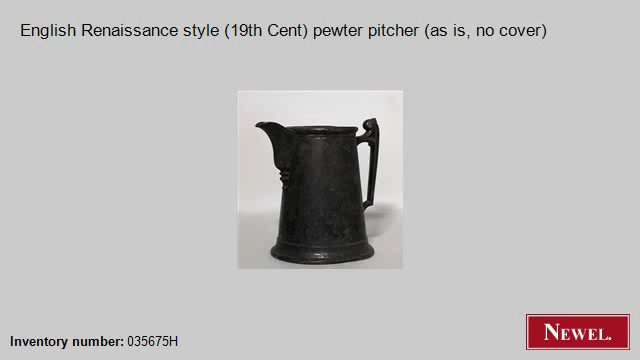 English Renaissance style (19th Cent) pewter pitcher (as is, no cover)
Inventory number: 035675H
NEWEL.